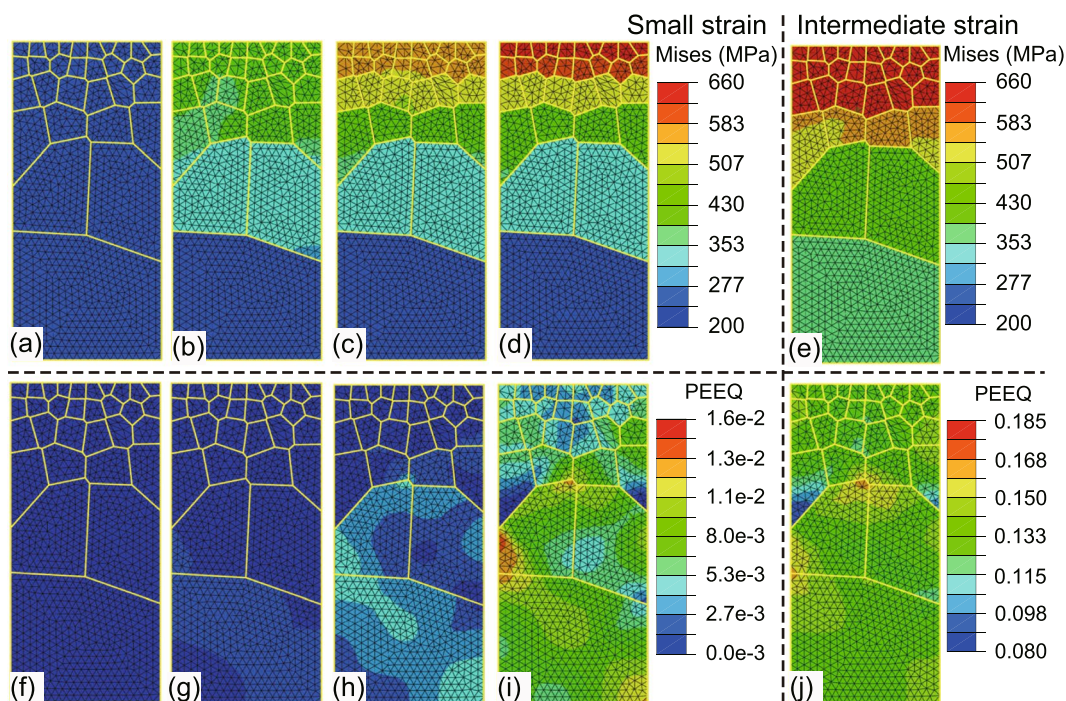 Small strain
Intermediate strain
Mises (MPa)
660
583
507
430
353
277
200
Mises (MPa)
660
583
507
430
353
277
200
(a)
(b)
(c)
(d)
(e)
PEEQ
1.6e-2
1.3e-2
1.1e-2
8.0e-3
5.3e-3
2.7e-3
0.0e-3
PEEQ
0.185
0.168
0.150
0.133
0.115
0.098
0.080
(f)
(g)
(h)
(i)
(j)